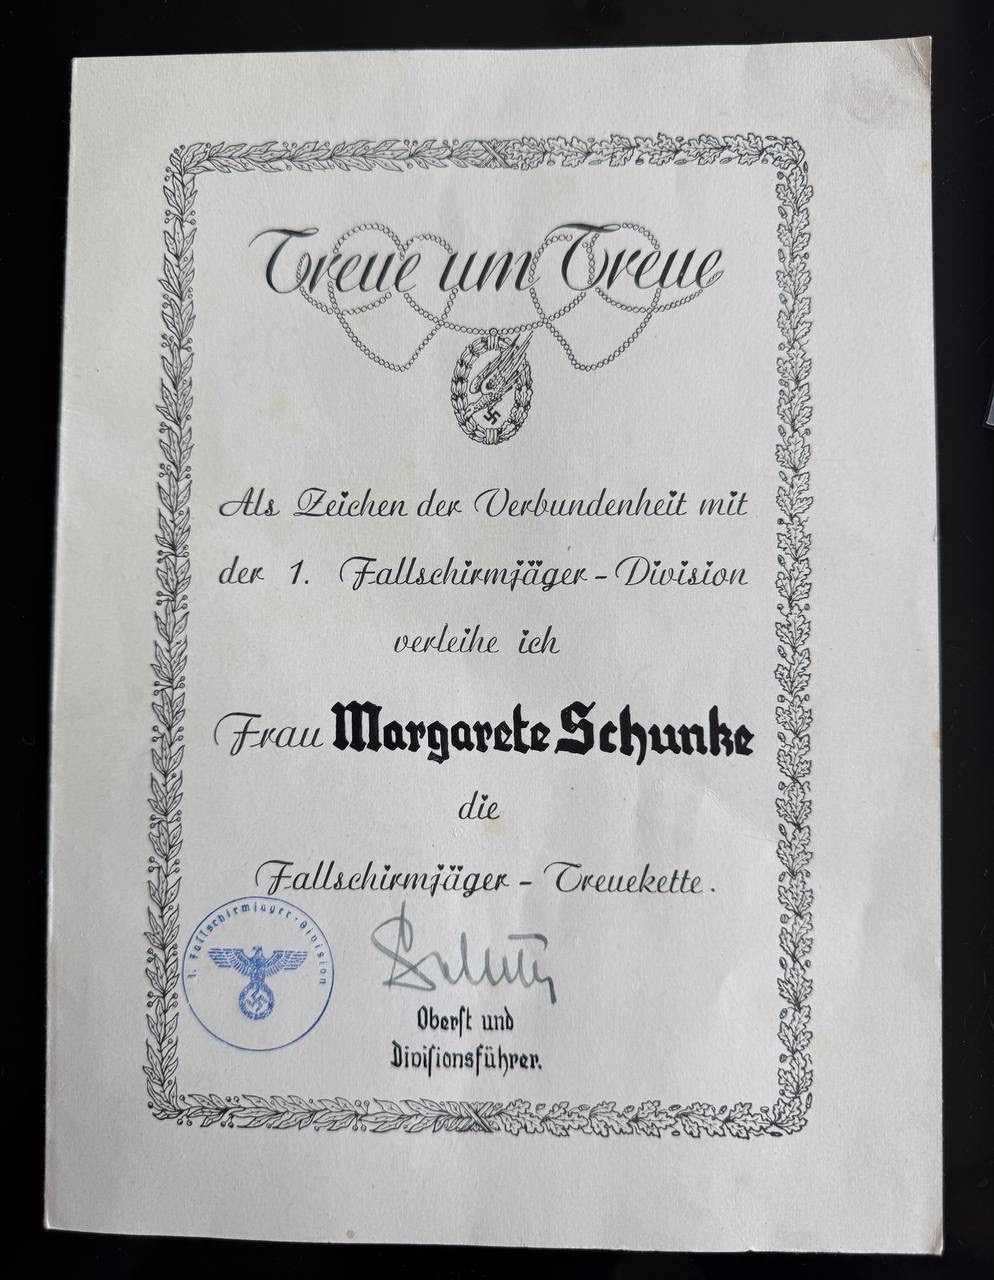 Treue um Treue
Als Zeichen der Verbundenheit mit
der 1. Fallschirmjäger - Division
verleihe ich
Frau Margarete Schunke
die
Fallschirmjäger - Treuekette.
1. Fallschirmjäger-Division
Oberst und
Divisionsführer.